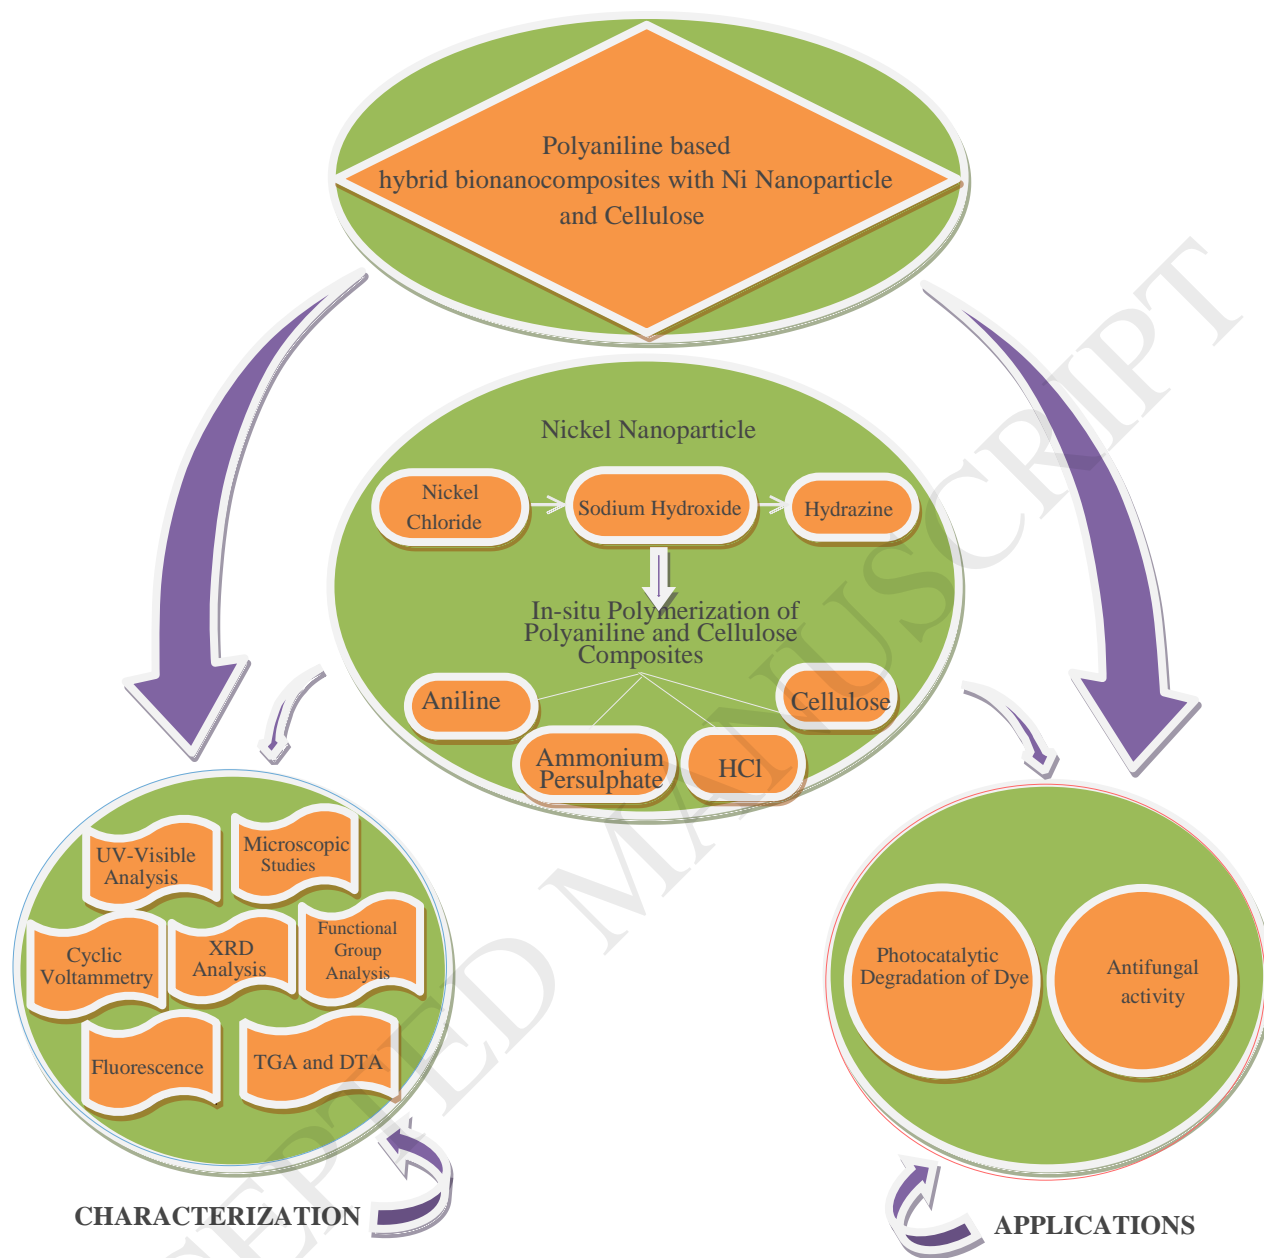 Polyaniline based
hybrid bionanocomposites with Ni Nanoparticle
and Cellulose
Nickel Nanoparticle
Nickel
Chloride
Sodium Hydroxide
Hydrazine
In-situ Polymerization of
Polyaniline and Cellulose
Composites
Aniline
Ammonium
Persulphate
HCl
Cellulose
UV-Visible
Analysis
Microscopic
Studies
Cyclic
Voltammetry
XRD
Analysis
Functional
Group
Analysis
Fluorescence
TGA and DTA
Photocatalytic
Degradation of Dye
Antifungal
activity
CHARACTERIZATION
APPLICATIONS
CEPTED MANUSCRIPT